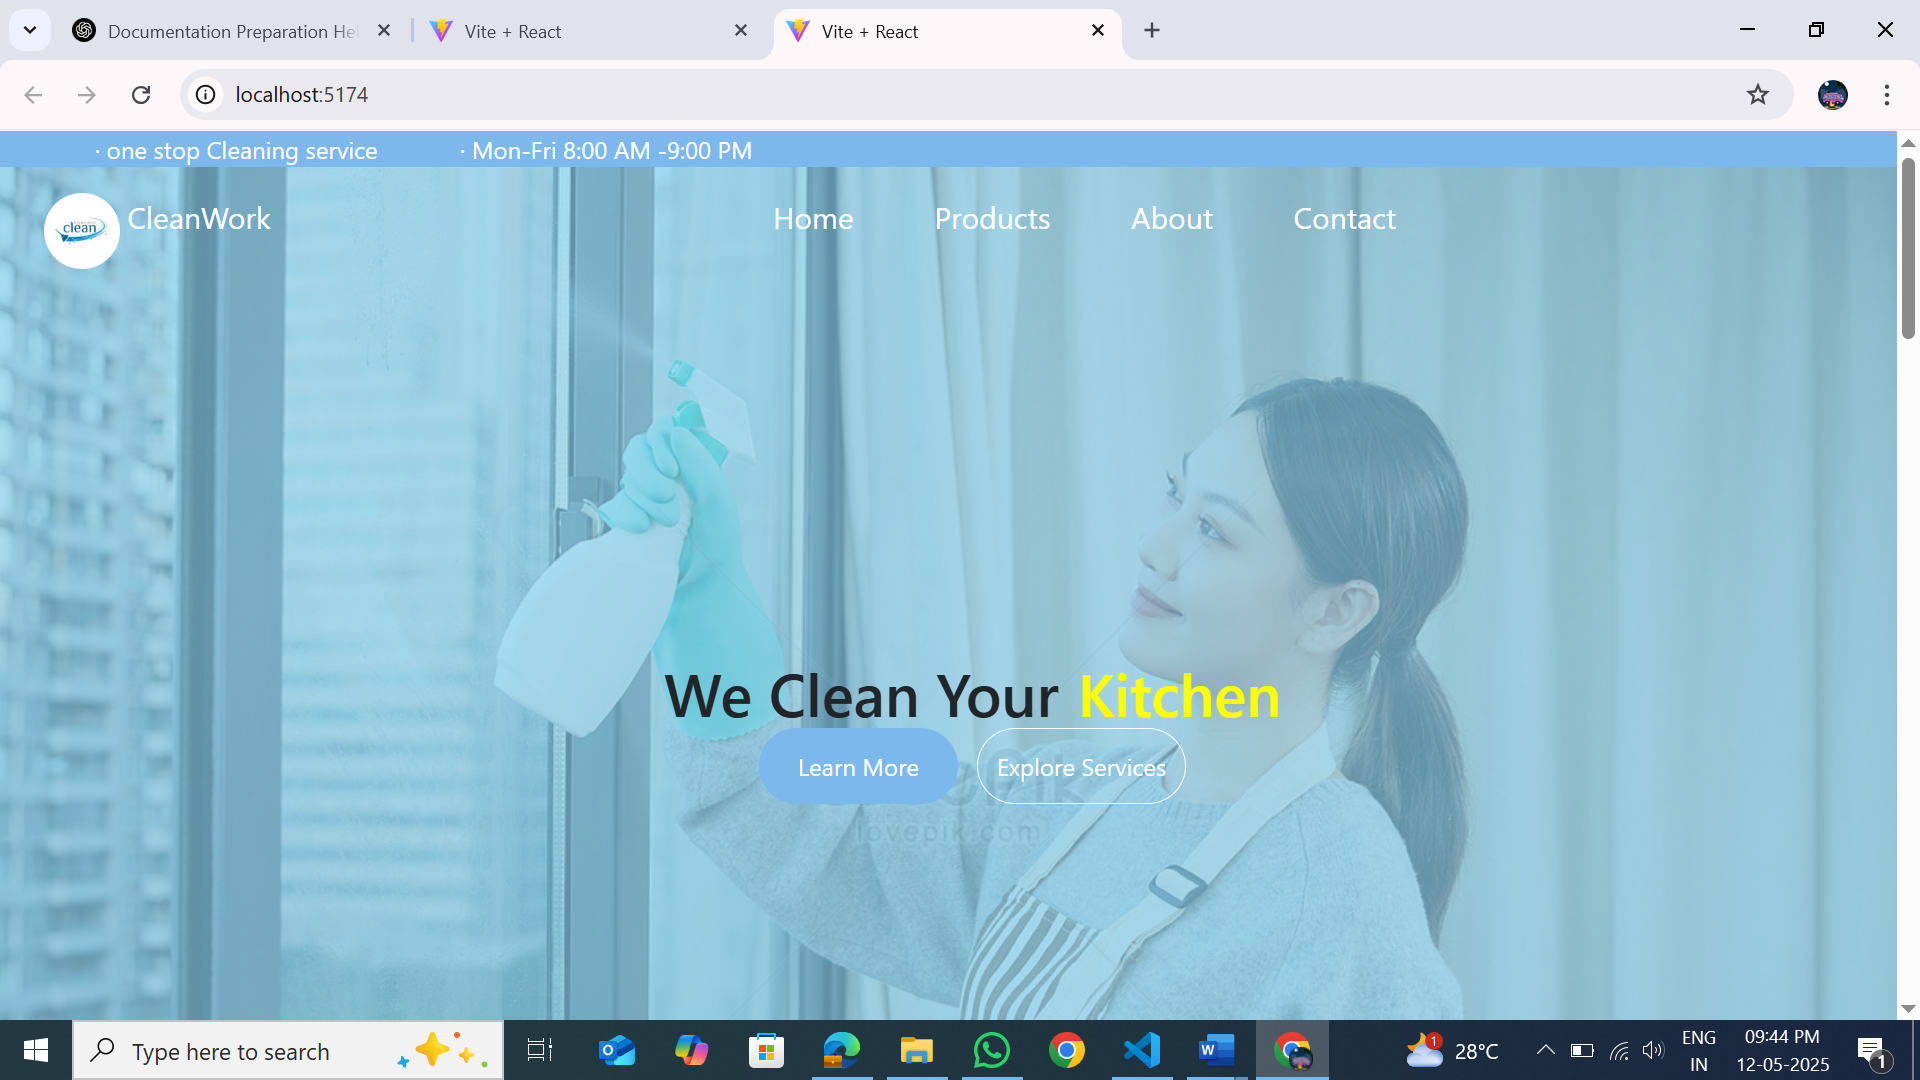 Documentation Preparation Hel
Vite + React
Vite + React
localhost:5174
· one stop Cleaning service
· Mon-Fri 8:00 AM -9:00 PM
clean
CleanWork
Home
Products
About
Contact
We Clean Your Kitchen
Learn More
Explore Services
lovepik.com
Type here to search
1
28°C
ENG
IN
09:44 PM
12-05-2025
1